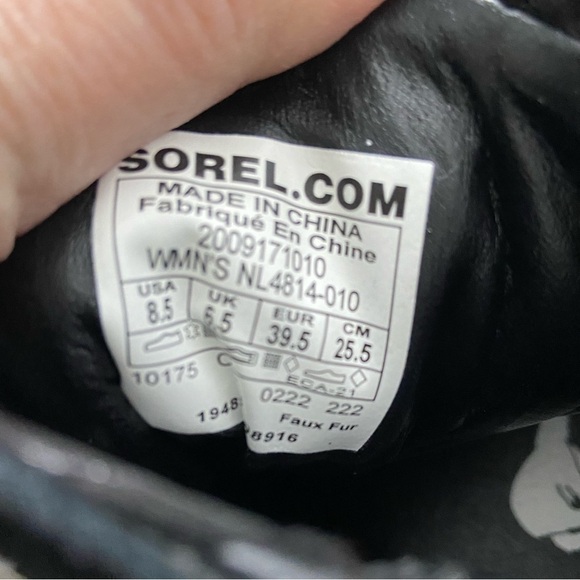 SOREL.COM
MADE IN CHINA
Fabriqué En Chine
2009171010
WMN'S NL4814-010
USA UK EUR CM
8.5 6.5 39.5 25.5
10175 ECA-21
0222 222
Faux Fur